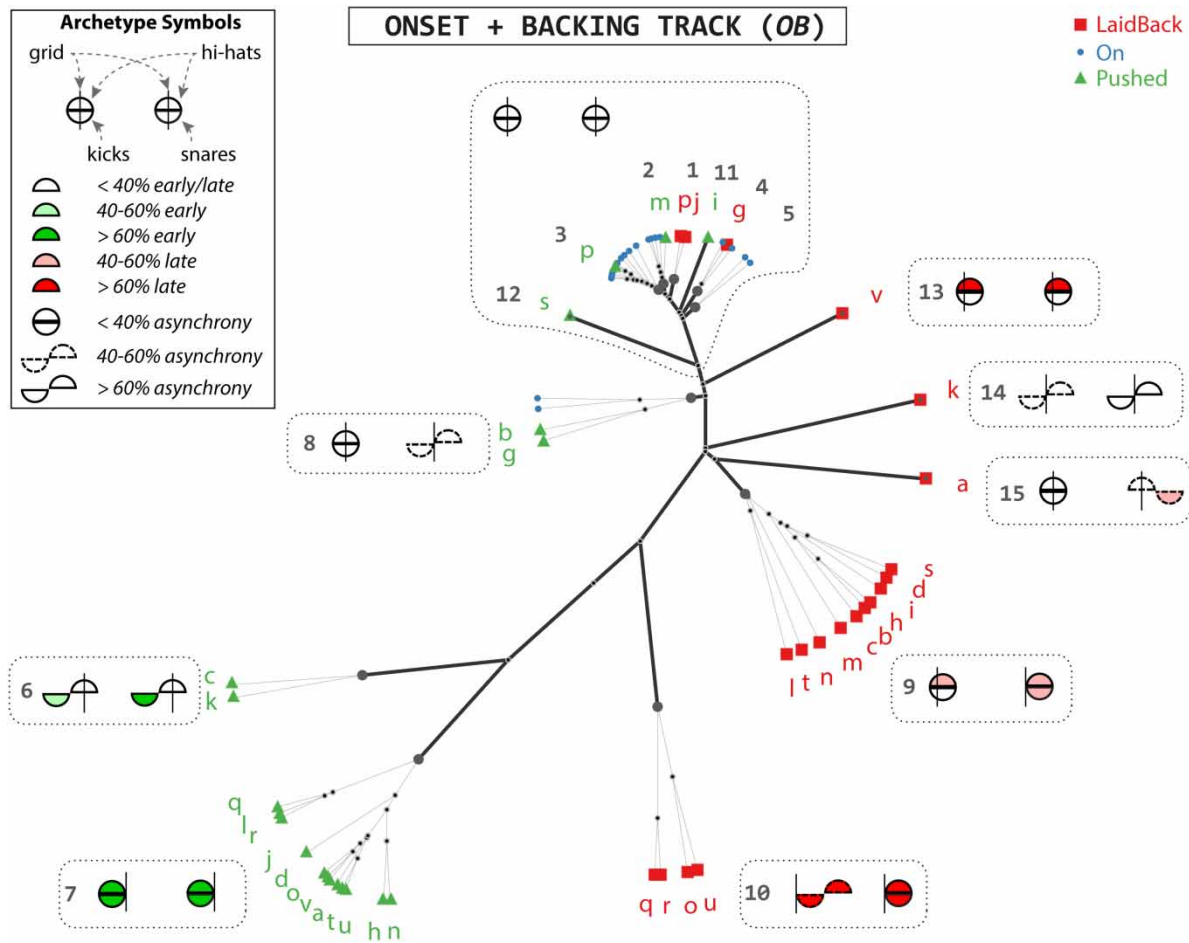 Archetype Symbols
grid
hi-hats
kicks
snares
< 40% early/late
40-60% early
> 60% early
40-60% late
> 60% late
< 40% asynchrony
40-60% asynchrony
> 60% asynchrony
ONSET + BACKING TRACK (OB)
LaidBack
On
Pushed
2
1
11
4
m
p
j
i
g
5
3
p
12
s
v
13
k
14
8
b
g
a
15
s
d
i
h
b
c
m
n
t
l
9
6
c
k
q
l
r
j
d
o
v
a
t
u
h
n
7
q
r
o
u
10